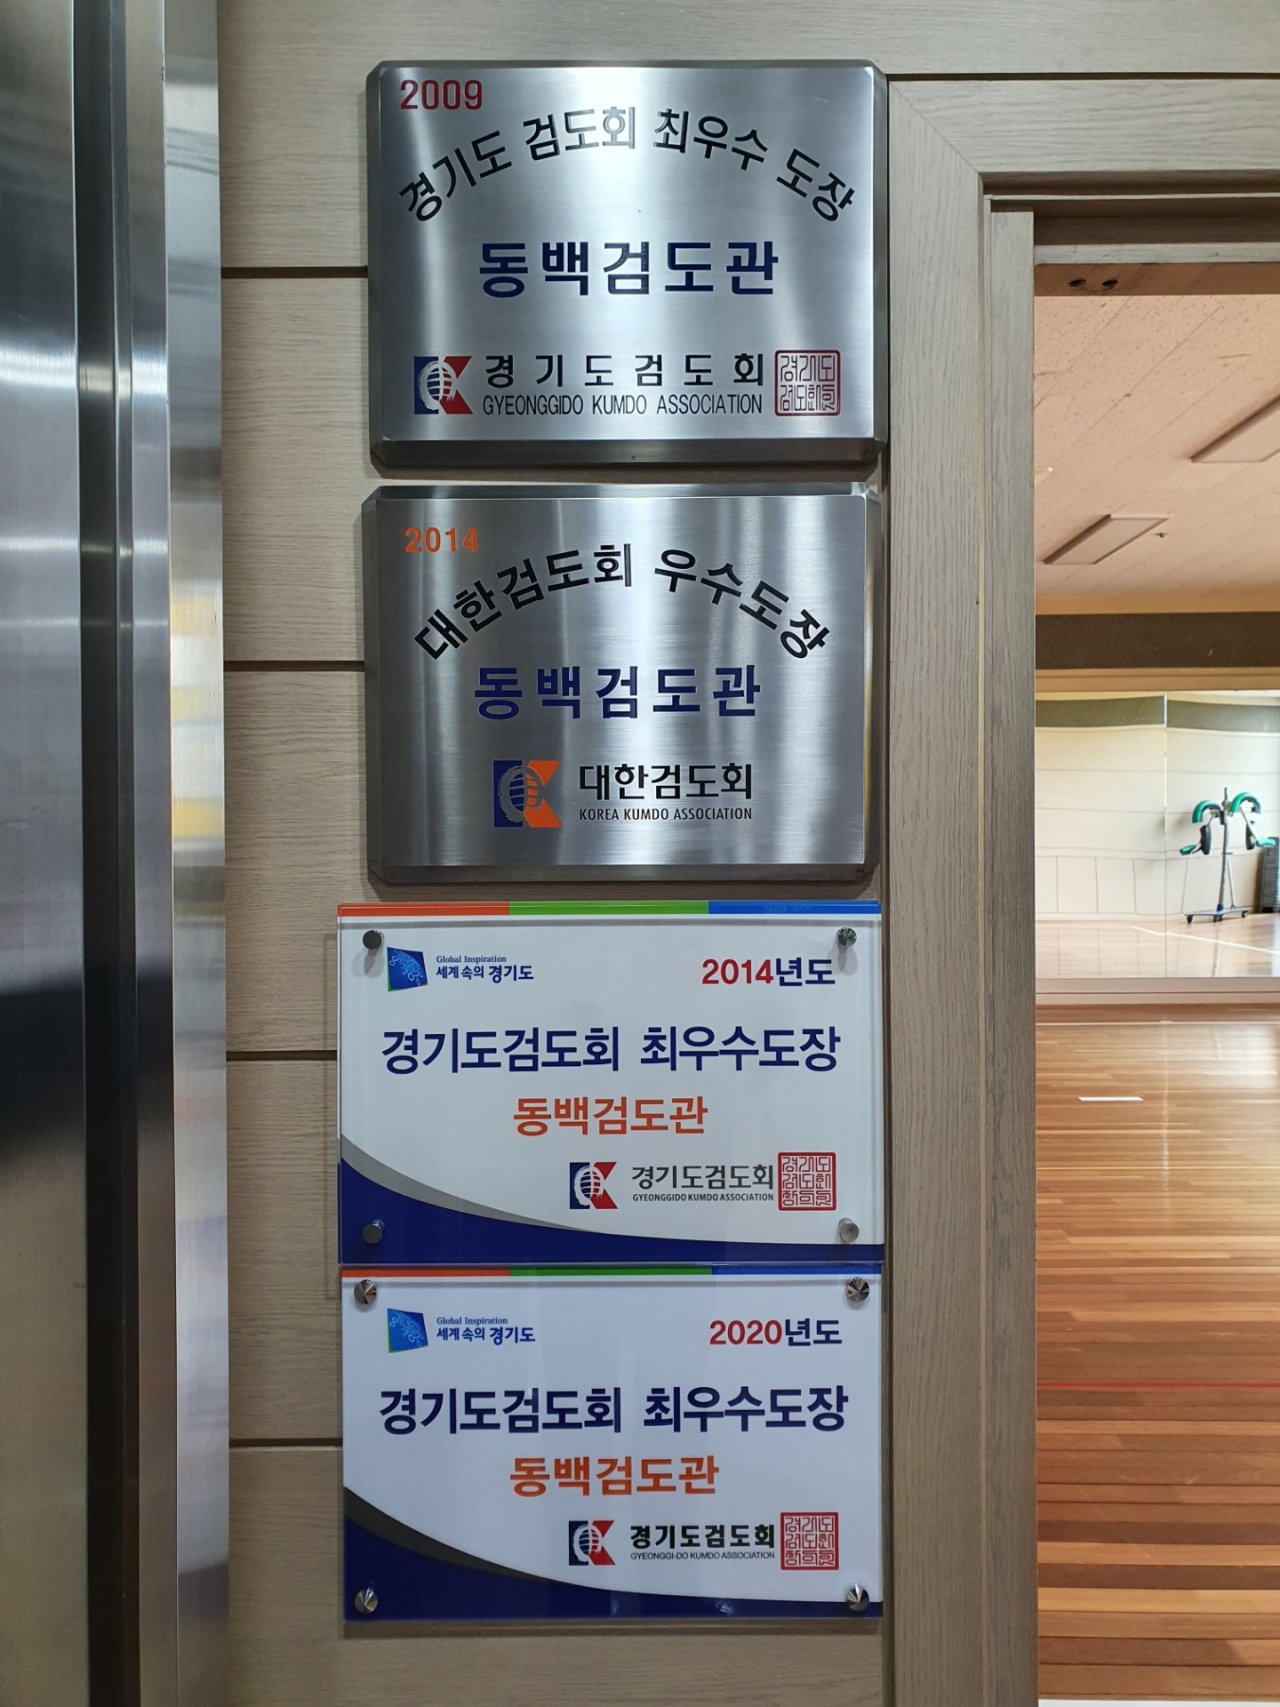 2009
경기도 검도회 최우수 도장
동백검도관
경기도검도회
GYEONGGIDO KUMDO ASSOCIATION
2014
대한검도회 우수도장
동백검도관
대한검도회
KOREA KUMDO ASSOCIATION
Global Inspiration
세계 속의 경기도
2014년도
경기도검도회 최우수도장
동백검도관
경기도검도회
GYEONGGIDO KUMDO ASSOCIATION
Global Inspiration
세계 속의 경기도
2020년도
경기도검도회 최우수도장
동백검도관
경기도검도회
GYEONGGI-DO KUMDO ASSOCIATION